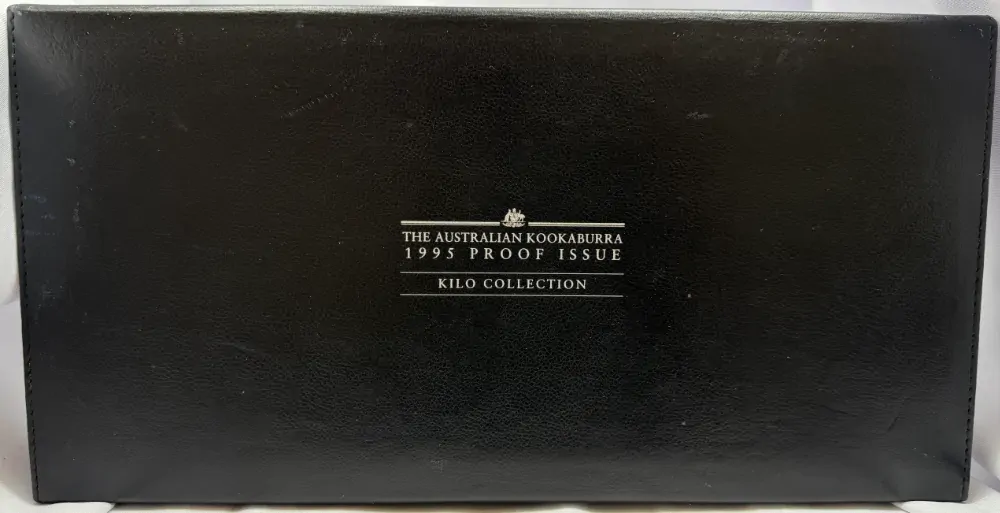 THE AUSTRALIAN KOOKABURRA
1995 PROOF ISSUE
KILO COLLECTION